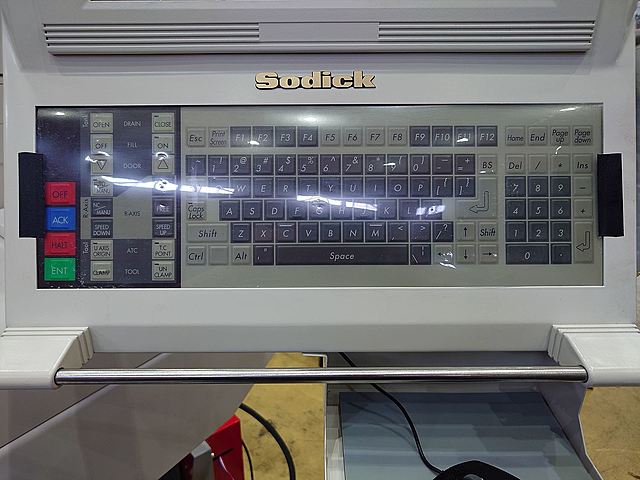 Sodick
OPEN DRAIN CLOSE
OFF FILL ON
DOOR
OFF
ACK
HALT
ENT
R-AXIS
SPEED DOWN SPEED UP
U AXIS ORIGIN ATC T.C POINT
CLAMP TOOL UN CLAMP
Esc Print Screen F1 F2 F3 F4 F5 F6 F7 F8 F9 F10 F11 F12 Home End Page up Page down
BS Del / * Ins
W E R T Y U I O P 7 8 9 -
Caps Lock A S D F G H J K L 4 5 6 +
Shift Z X C V B N M < > ? ↑ Shift 1 2 3
Ctrl Alt Space ← ↓ → 0 .